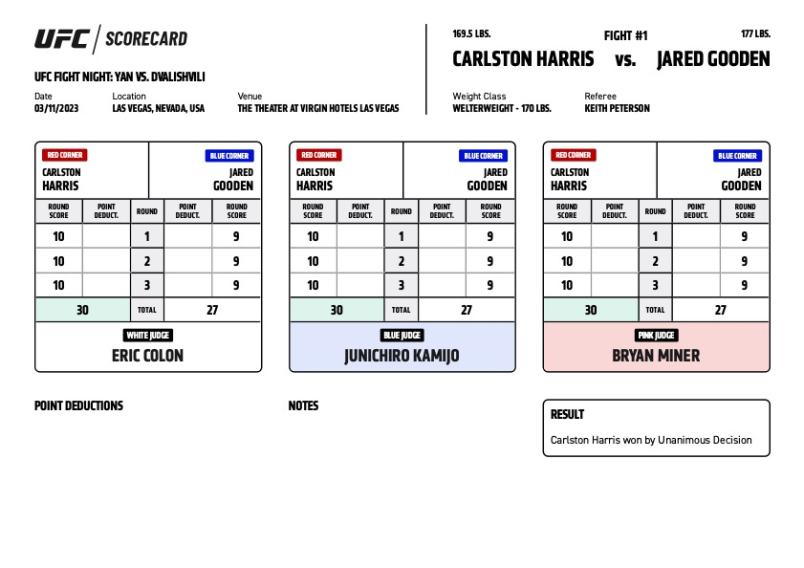 UFC SCORECARD
UFC FIGHT NIGHT: YAN VS. DVALISHVILI
Date Location Venue
03/11/2023 LAS VEGAS, NEVADA, USA THE THEATER AT VIRGIN HOTELS LAS VEGAS
169.5 LBS. FIGHT #1 177 LBS.
CARLSTON HARRIS vs. JARED GOODEN
Weight Class Referee
WELTERWEIGHT - 170 LBS. KEITH PETERSON
RED CORNER BLUE CORNER
CARLSTON JARED
HARRIS GOODEN
ROUND SCORE POINT DEDUCT. ROUND POINT DEDUCT. ROUND SCORE
10 1 9
10 2 9
10 3 9
30 TOTAL 27
WHITE JUDGE
ERIC COLON
RED CORNER BLUE CORNER
CARLSTON JARED
HARRIS GOODEN
ROUND SCORE POINT DEDUCT. ROUND POINT DEDUCT. ROUND SCORE
10 1 9
10 2 9
10 3 9
30 TOTAL 27
BLUE JUDGE
JUNICHIRO KAMIJO
RED CORNER BLUE CORNER
CARLSTON JARED
HARRIS GOODEN
ROUND SCORE POINT DEDUCT. ROUND POINT DEDUCT. ROUND SCORE
10 1 9
10 2 9
10 3 9
30 TOTAL 27
PINK JUDGE
BRYAN MINER
POINT DEDUCTIONS
NOTES
RESULT
Carlston Harris won by Unanimous Decision